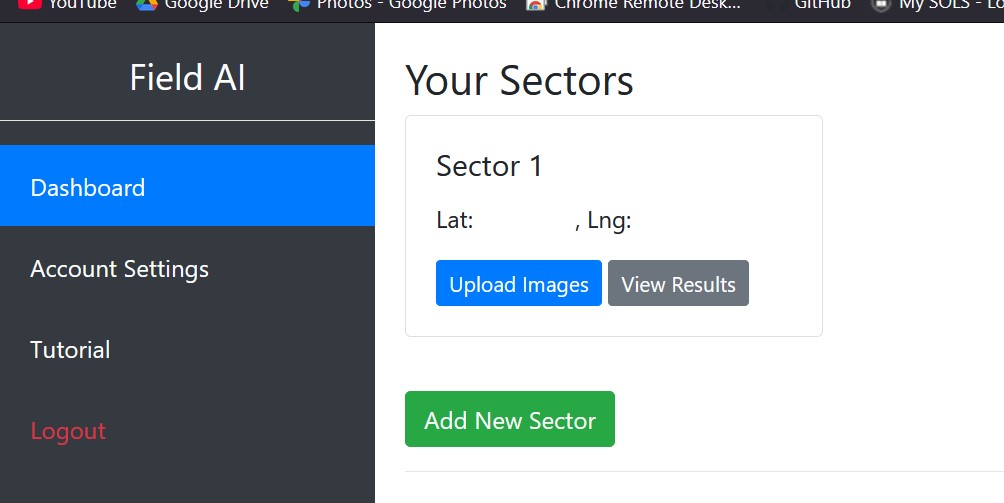 YouTube Google Drive Photos - Google Photos Chrome Remote Desk... GitHub My SOLS - Lo
Field AI
Your Sectors
Sector 1
Lat: , Lng:
Upload Images View Results
Add New Sector
Dashboard
Account Settings
Tutorial
Logout